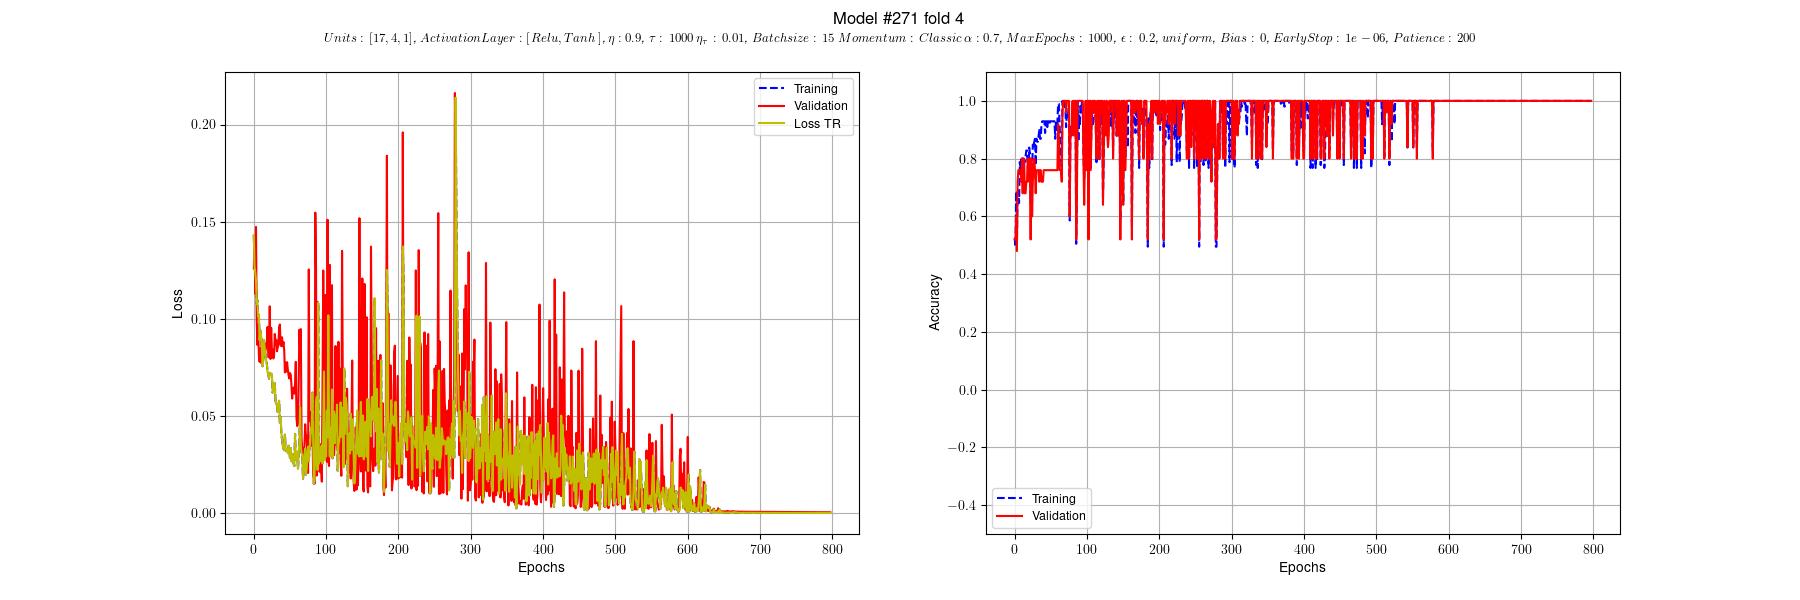 Model #271 fold 4
Units : [17, 4, 1], ActivationLayer : [Relu, Tanh], η : 0.9, τ : 1000 η_τ : 0.01, Batchsize : 15 Momentum : Classic α : 0.7, MaxEpochs : 1000, ϵ : 0.2, uniform, Bias : 0, EarlyStop : 1e − 06, Patience : 200
Training
Validation
Loss TR
0.20
0.15
0.10
0.05
0.00
Loss
0 100 200 300 400 500 600 700 800
Epochs
1.0
0.8
0.6
0.4
0.2
0.0
−0.2
−0.4
Accuracy
Training
Validation
0 100 200 300 400 500 600 700 800
Epochs